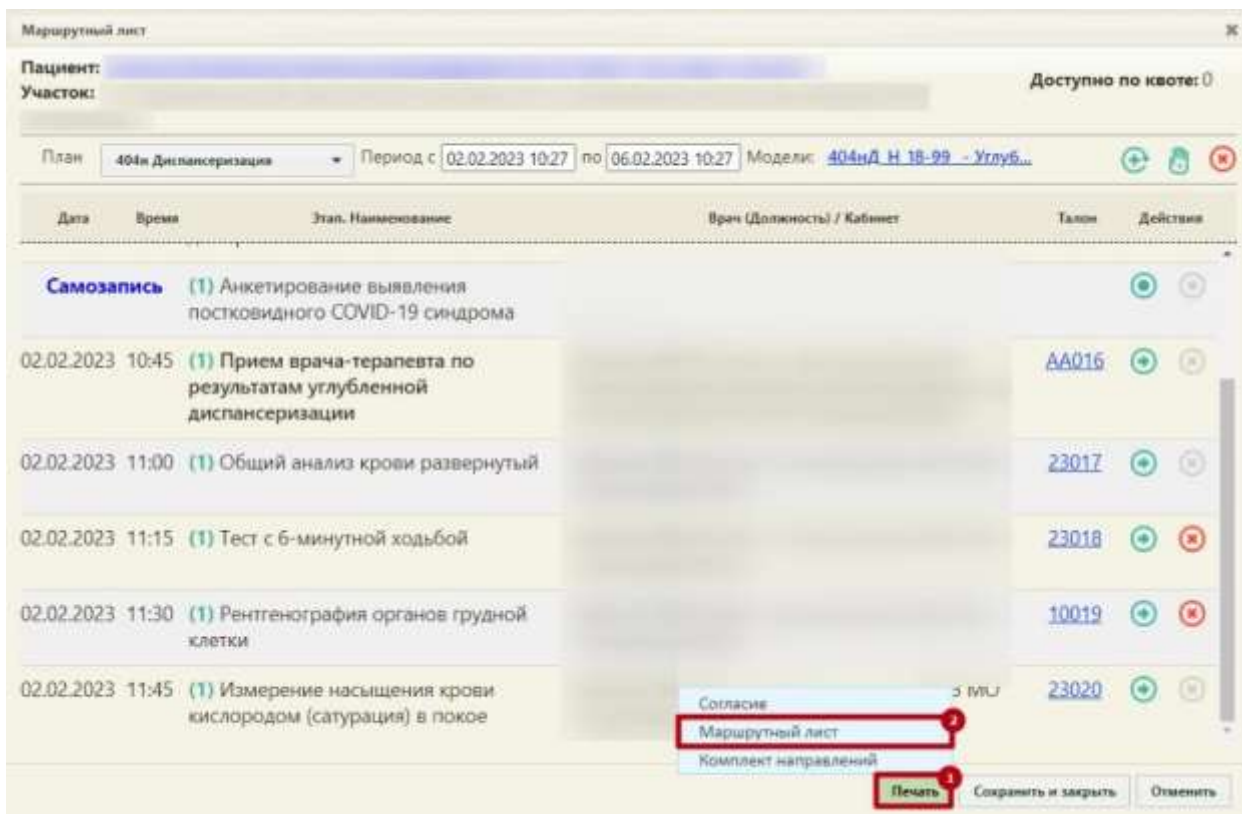 Маршрутный лист
Пациент:
Участок:
Доступно по квоте: 0
План 404н Диспансеризация Период с 02.02.2023 10:27 по 06.02.2023 10:27 Модели: 404нД_Н_18-99_- Углуб...
Дата Время Этап. Наименование Врач (Должность) / Кабинет Талон Действия
Самозапись (1) Анкетирование выявления
постковидного COVID-19 синдрома
02.02.2023 10:45 (1) Прием врача-терапевта по AA016
результатам углубленной
диспансеризации
02.02.2023 11:00 (1) Общий анализ крови развернутый 23017
02.02.2023 11:15 (1) Тест с 6-минутной ходьбой 23018
02.02.2023 11:30 (1) Рентгенография органов грудной 10019
клетки
02.02.2023 11:45 (1) Измерение насыщения крови МО 23020
кислородом (сатурация) в покое
Согласие
Маршрутный лист 2
Комплект направлений
Печать 1 Сохранить и закрыть Отменить